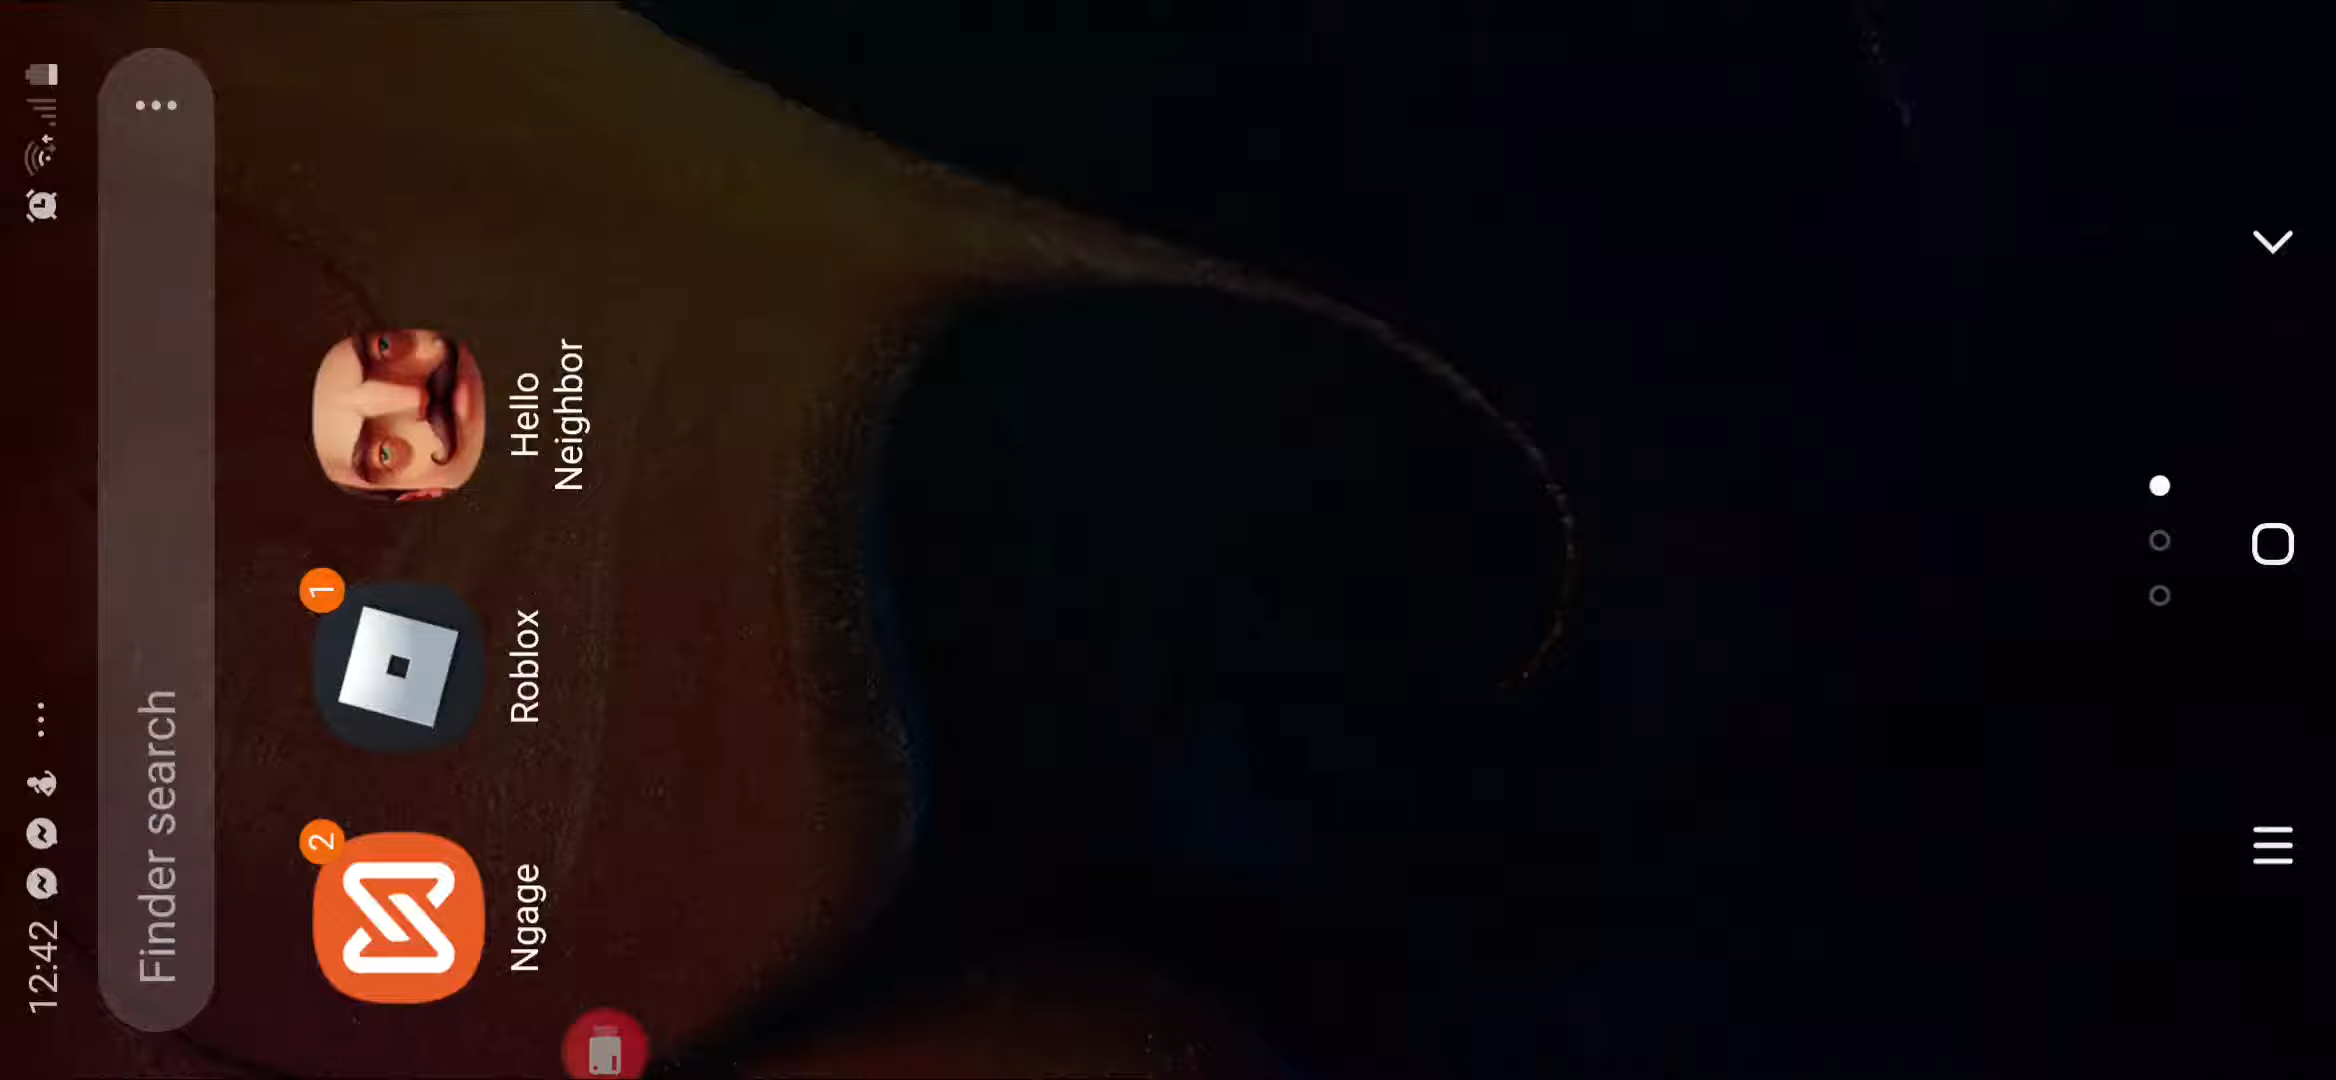 12:42
Finder search
2
Ngage
1
Roblox
Hello
Neighbor